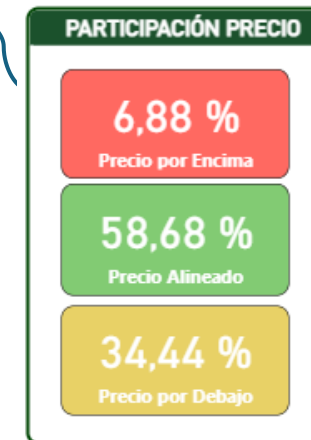 PARTICIPACIÓN PRECIO
6,88 %
Precio por Encima
58,68 %
Precio Alineado
34,44 %
Precio por Debajo